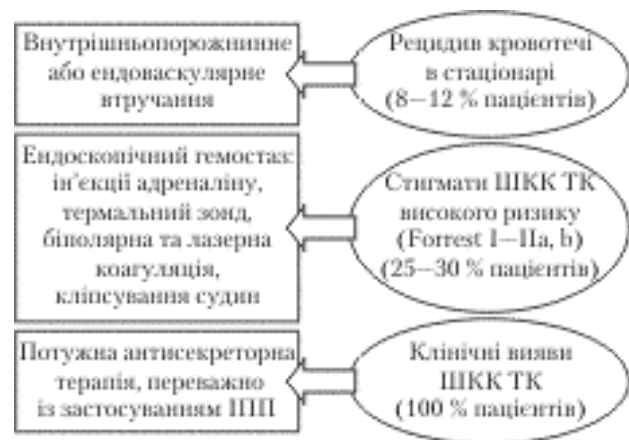 Внутрішньопорожнинне
або ендоваскулярне
втручання
Рецидив кровотечі
в стаціонарі
(8—12 % пацієнтів)
Ендоскопічний гемостаз:
ін’єкції адреналіну,
термальний зонд,
біполярна та лазерна
коагуляція,
кліпсування судин
Стигмати ШКК ТК
високого ризику
(Forrest I—IIa, b)
(25—30 % пацієнтів)
Потужна антисекреторна
терапія, переважно
із застосуванням ІПП
Клінічні вияви
ШКК ТК
(100 % пацієнтів)